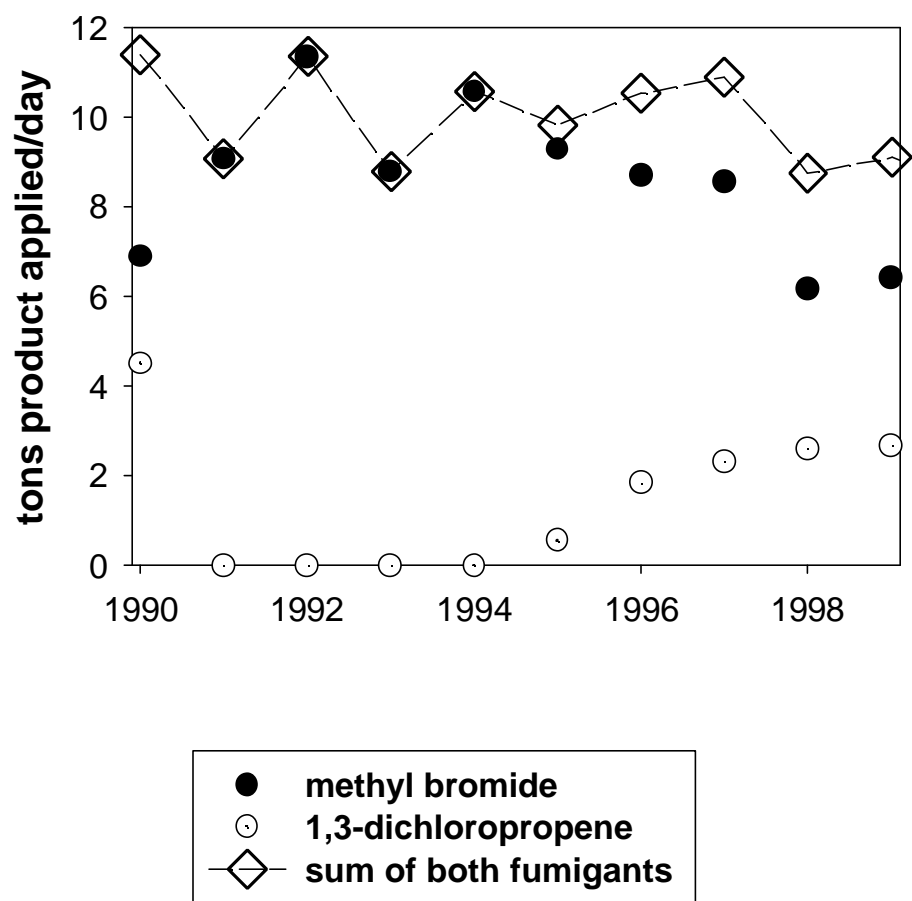 tons product applied/day
12
10
8
6
4
2
0
1990 1992 1994 1996 1998
methyl bromide
1,3-dichloropropene
sum of both fumigants